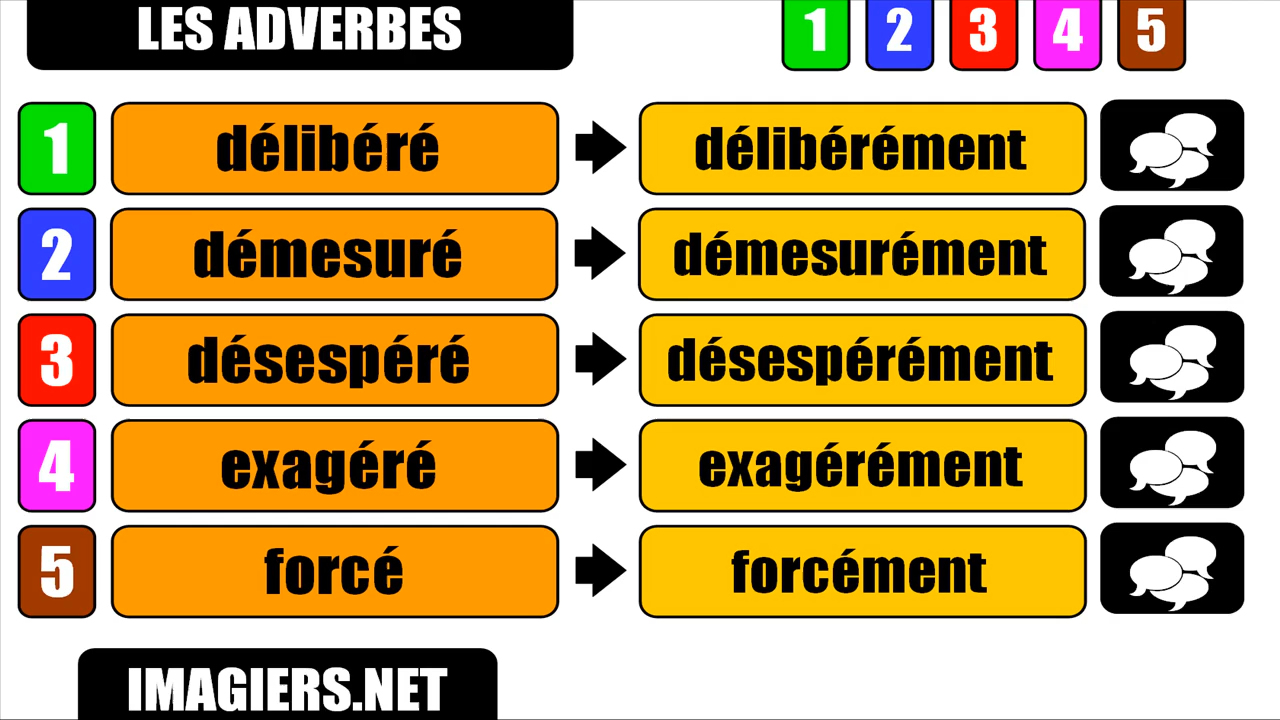 LES ADVERBES
1 2 3 4 5
1 délibéré délibérément
2 démesuré démesurément
3 désespéré désespérément
4 exagéré exagérément
5 forcé forcément
IMAGIERS.NET